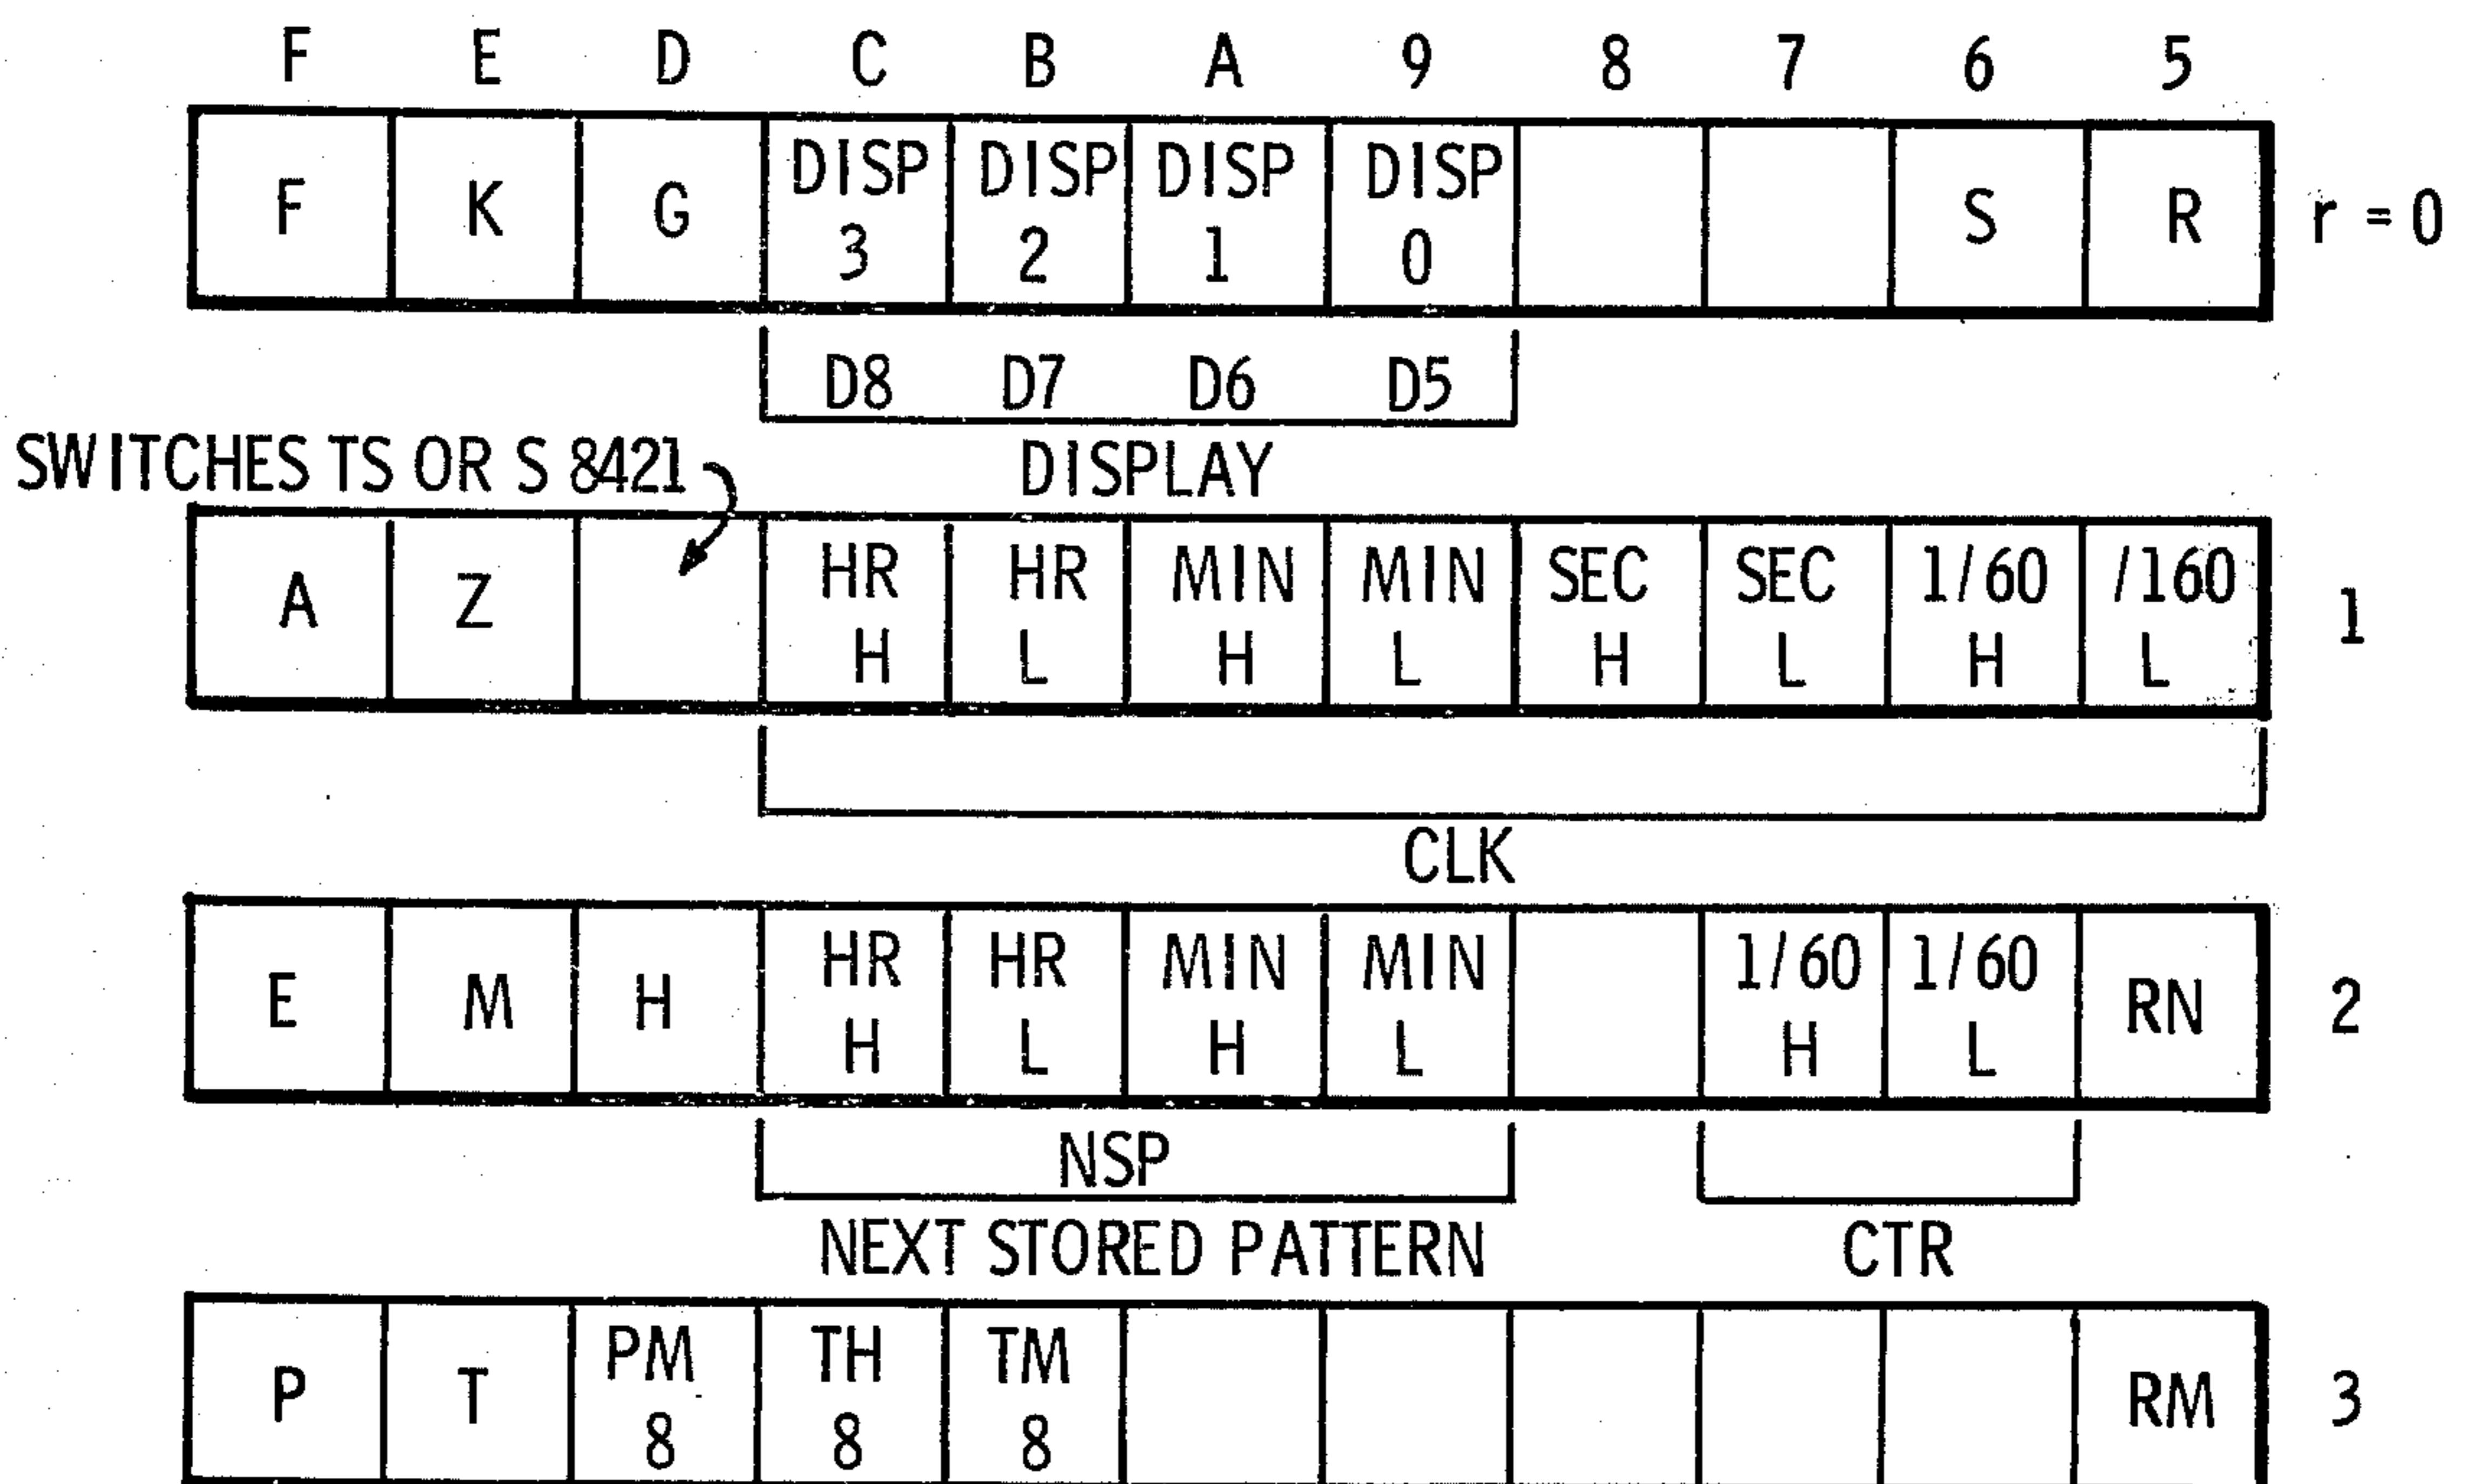 F E D C B A 9 8 7 6 5
F K G DISP DISP DISP DISP S R r = 0
3 2 1 0
D8 D7 D6 D5
SWITCHES TS OR S 8421 DISPLAY
A Z HR HR MIN MIN SEC SEC 1/60 /160 1
H L H L H L H L
CLK
E M H HR HR MIN MIN 1/60 1/60 RN 2
H L H L H L
NSP
NEXT STORED PATTERN CTR
P T PM TH TM RM 3
8 8 8